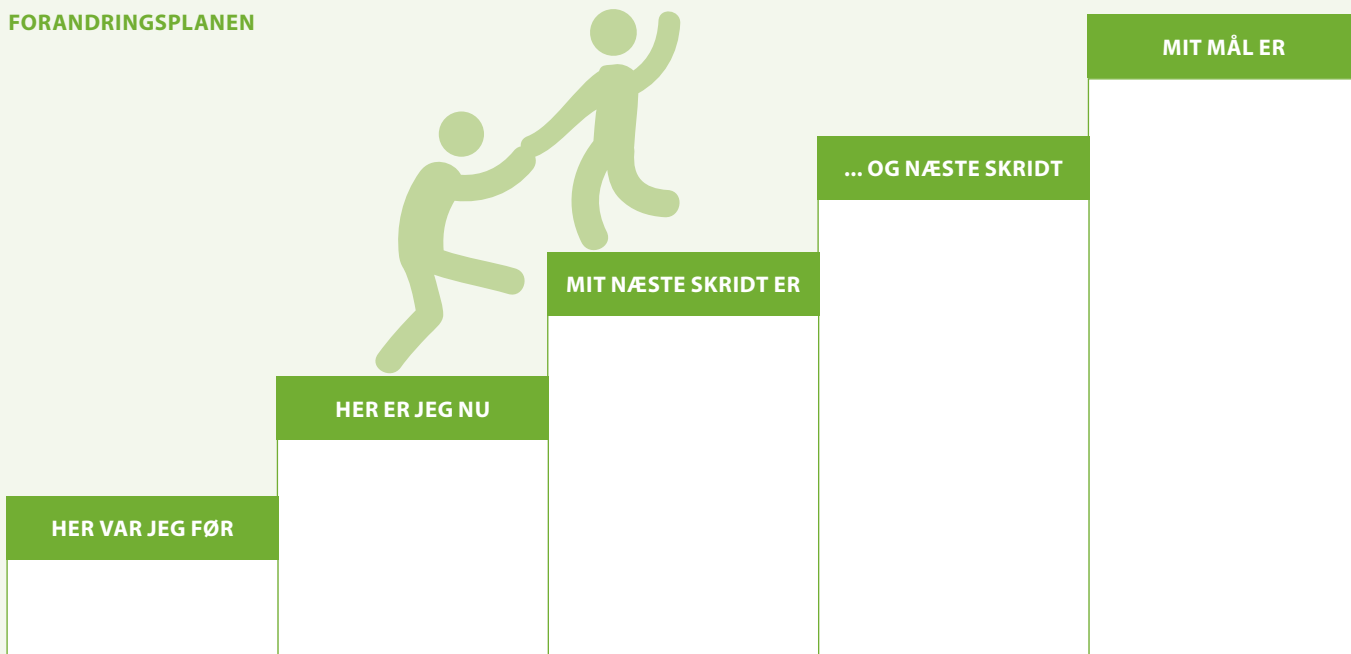 FORANDRINGSPLANEN
HER VAR JEG FØR
HER ER JEG NU
MIT NÆSTE SKRIDT ER
... OG NÆSTE SKRIDT
MIT MÅL ER